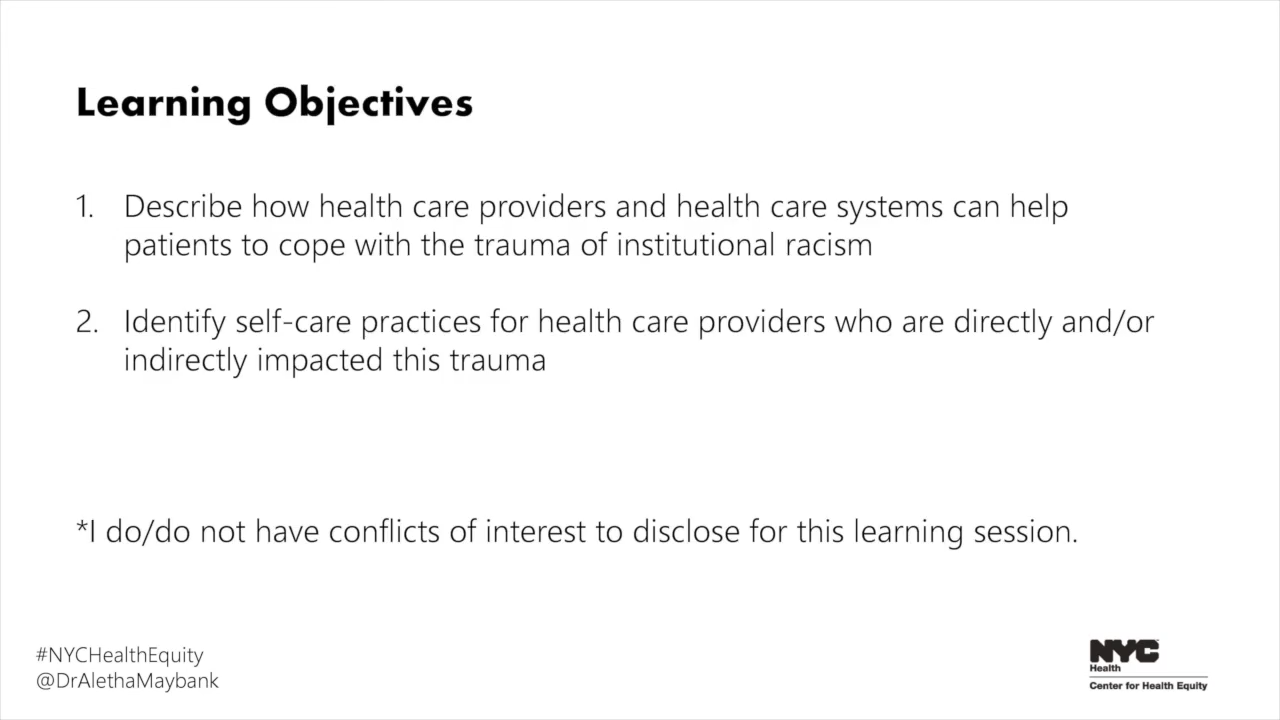 Learning Objectives
1. Describe how health care providers and health care systems can help
patients to cope with the trauma of institutional racism
2. Identify self-care practices for health care providers who are directly and/or
indirectly impacted this trauma
*I do/do not have conflicts of interest to disclose for this learning session.
#NYCHealthEquity
@DrAlethaMaybank
NYC
Health
Center for Health Equity